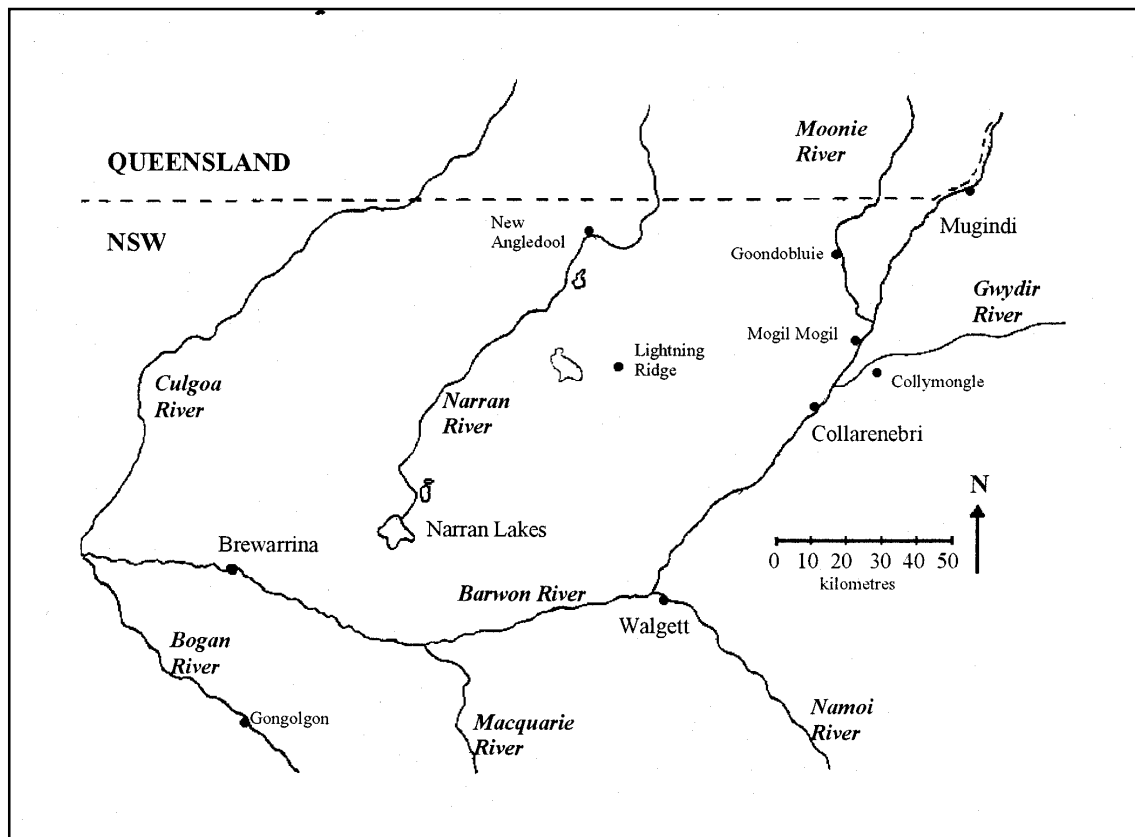 Moonie
River
QUEENSLAND
NSW
New
Angledool
Goondobluie
Mugindi
Gwydir
River
Mogil Mogil
Lightning
Ridge
Collymongle
Culgoa
River
Narran
River
Collarenebri
N
Narran Lakes
Brewarrina
0 10 20 30 40 50
kilometres
Barwon River
Walgett
Bogan
River
Gongolgon
Macquarie
River
Namoi
River